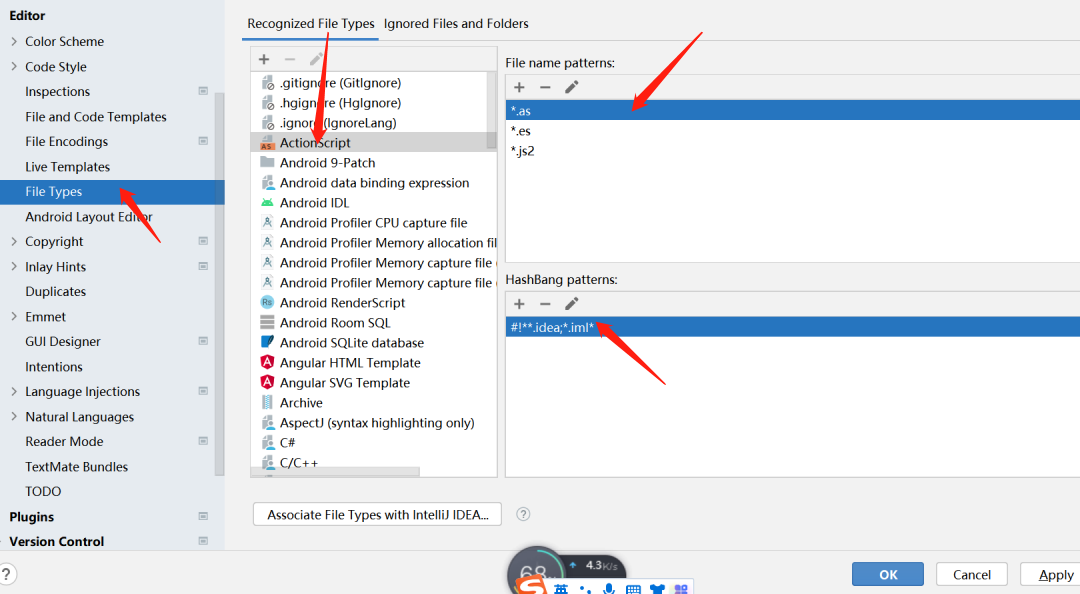 Editor
Color Scheme
Code Style
Inspections
File and Code Templates
File Encodings
Live Templates
File Types
Android Layout Editor
Copyright
Inlay Hints
Duplicates
Emmet
GUI Designer
Intentions
Language Injections
Natural Languages
Reader Mode
TextMate Bundles
TODO
Plugins
Version Control
?
Recognized File Types
Ignored Files and Folders
.gitignore (GitIgnore)
.hgignore (HgIgnore)
.ignore (IgnoreLang)
AS
ActionScript
Android 9-Patch
Android data binding expression
Android IDL
Android Profiler CPU capture file
Android Profiler Memory allocation fil
Android Profiler Memory capture file
Android Profiler Memory capture file
Rs
Android RenderScript
Android Room SQL
Android SQLite database
Angular HTML Template
Angular SVG Template
Archive
AspectJ (syntax highlighting only)
C#
C/C++
Associate File Types with IntelliJ IDEA...
?
File name patterns:
*.as
*.es
*.js2
HashBang patterns:
#!**.idea;*.iml*
68
4.3K/s
英
OK
Cancel
Apply